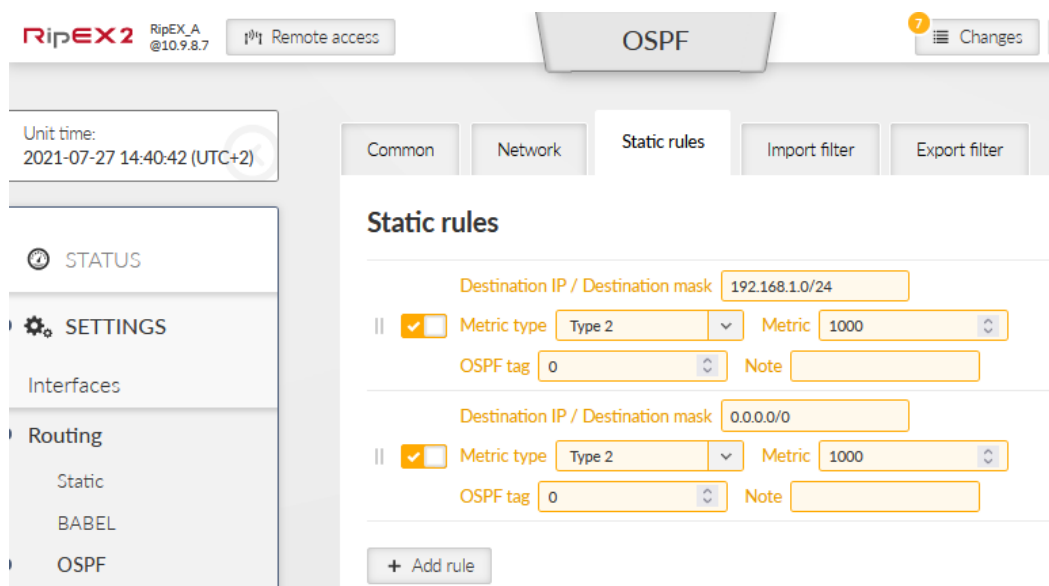 RipEX2 RipEX_A @10.9.8.7 Remote access OSPF 7 Changes
Unit time:
2021-07-27 14:40:42 (UTC+2)
Common Network Static rules Import filter Export filter
Static rules
STATUS
Destination IP / Destination mask 192.168.1.0/24
SETTINGS
Metric type Type 2 Metric 1000
OSPF tag 0 Note
Interfaces
Destination IP / Destination mask 0.0.0.0/0
Routing
Metric type Type 2 Metric 1000
Static
OSPF tag 0 Note
BABEL
OSPF
+ Add rule